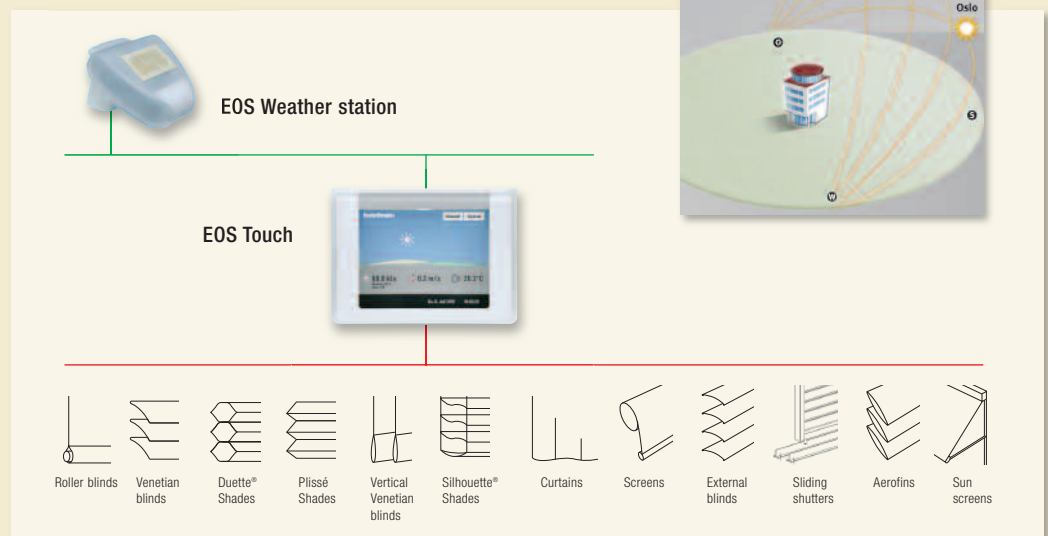 Oslo
O
S
W
EOS Weather station
EOS Touch
Roller blinds
Venetian
blinds
Duette®
Shades
Plissé
Shades
Vertical
Venetian
blinds
Silhouette®
Shades
Curtains
Screens
External
blinds
Sliding
shutters
Aerofins
Sun
screens